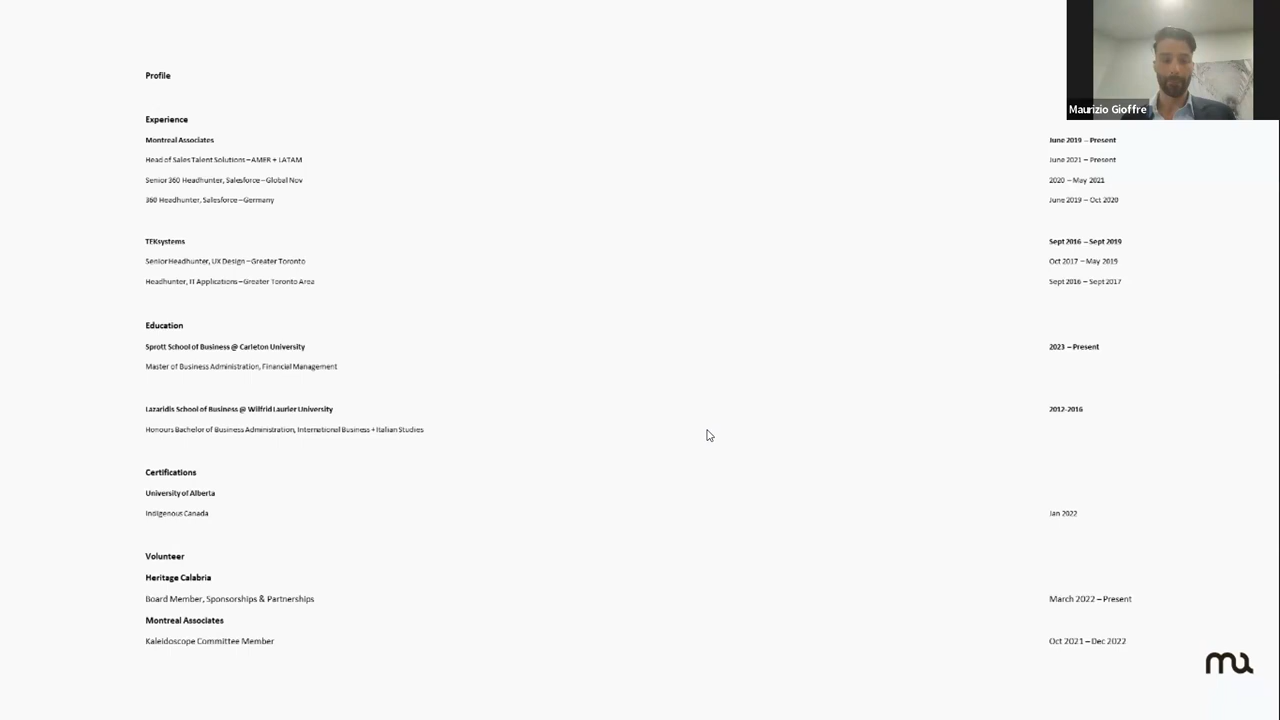 Profile
Maurizio Gioffre
Experience
Montreal Associates June 2019 – Present
Head of Sales Talent Solutions – AMER + LATAM June 2021 – Present
Senior 360 Headhunter, Salesforce – Global Nov 2020 – May 2021
360 Headhunter, Salesforce – Germany June 2019 – Oct 2020
TEKsystems Sept 2016 – Sept 2019
Senior Headhunter, UX Design – Greater Toronto Oct 2017 – May 2019
Headhunter, IT Applications – Greater Toronto Area Sept 2016 – Sept 2017
Education
Sprott School of Business @ Carleton University 2023 – Present
Master of Business Administration, Financial Management
Lazaridis School of Business @ Wilfrid Laurier University 2012-2016
Honours Bachelor of Business Administration, International Business + Italian Studies
Certifications
University of Alberta
Indigenous Canada Jan 2022
Volunteer
Heritage Calabria
Board Member, Sponsorships & Partnerships March 2022 – Present
Montreal Associates
Kaleidoscope Committee Member Oct 2021 – Dec 2022
ma